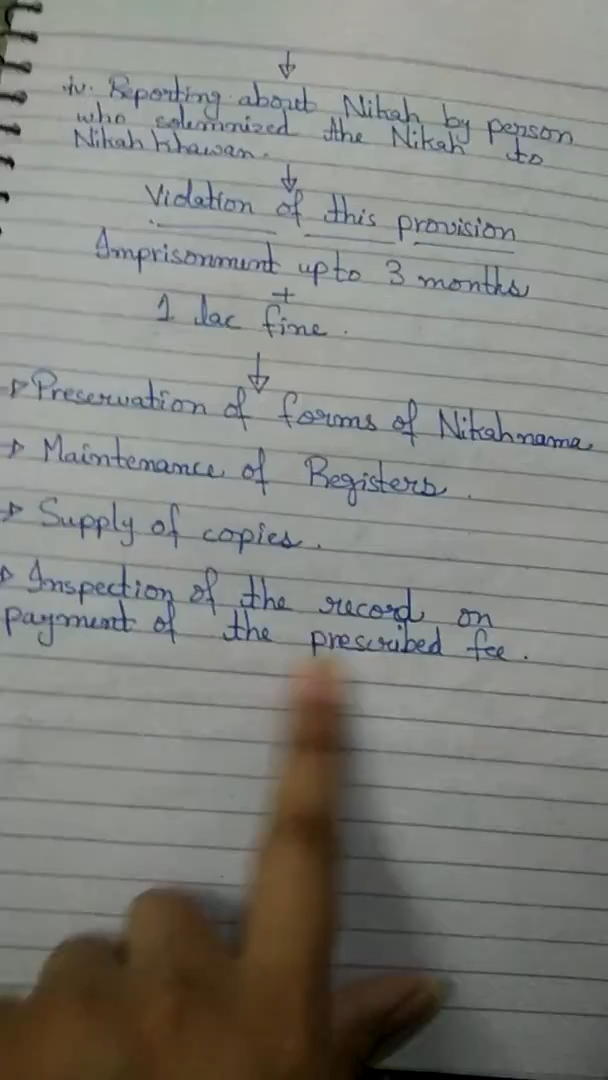 ↓
iv. Reporting about Nikah by person
who solemnized the Nikah to
Nikah Khawan.
↓
Violation of this provision
Imprisonment upto 3 months
+
1 lac fine.
↓
→ Preservation of forms of Nikahnama
→ Maintenance of Registers.
→ Supply of copies.
→ Inspection of the record on
payment of the prescribed fee.